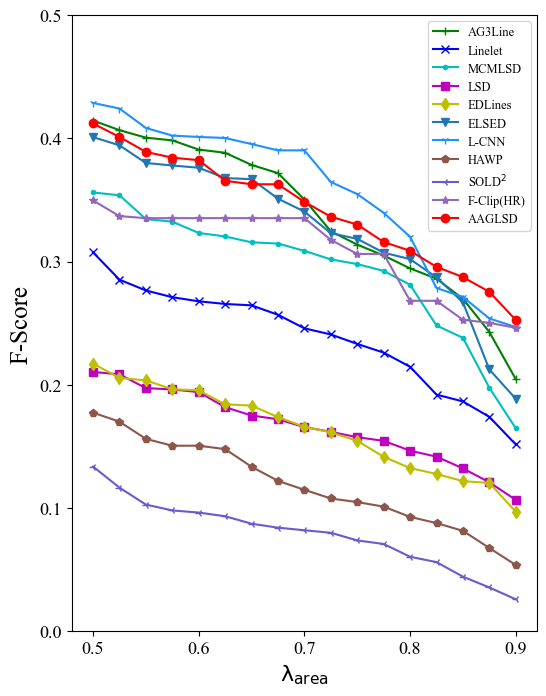 0.5
0.4
0.3
0.2
0.1
0.0
F-Score
0.5 0.6 0.7 0.8 0.9
λarea
AG3Line
Linelet
MCMLSD
LSD
EDLines
ELSED
L-CNN
HAWP
SOLD²
F-Clip(HR)
AAGLSD